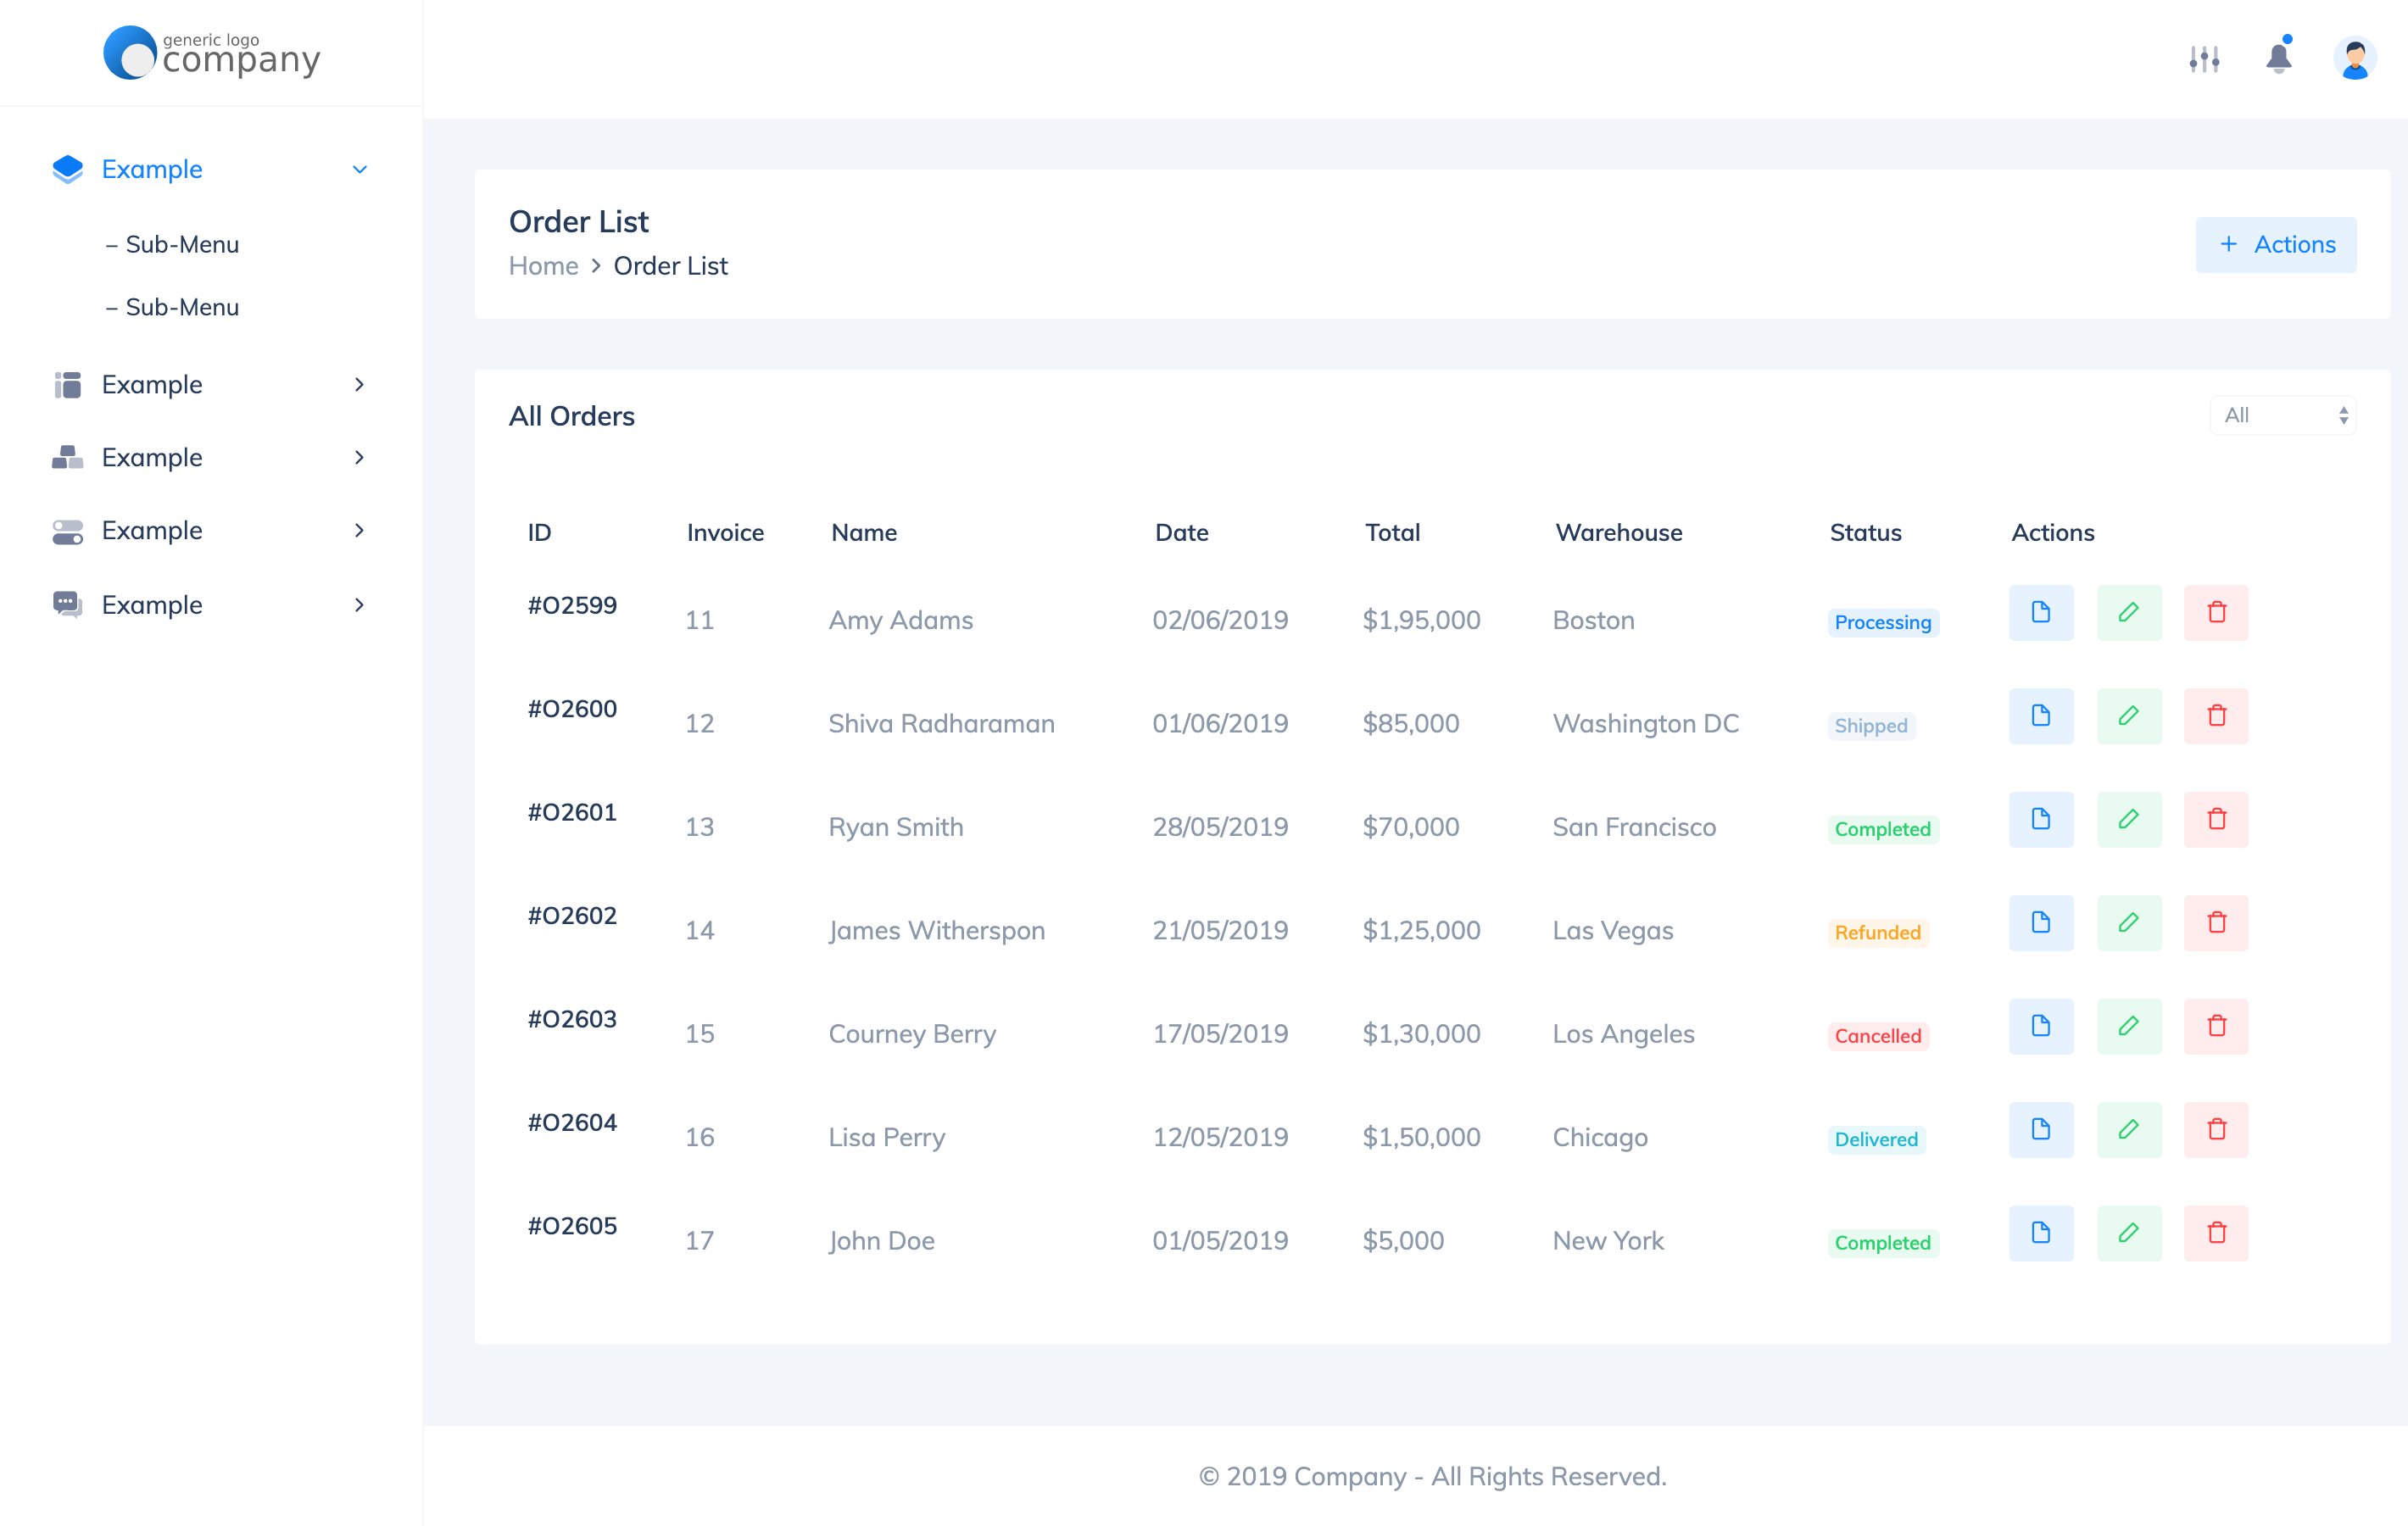 generic logo
company
Example
– Sub-Menu
– Sub-Menu
Example
Example
Example
Example
Order List
Home > Order List
+ Actions
All Orders
All
ID Invoice Name Date Total Warehouse Status Actions
#O2599 11 Amy Adams 02/06/2019 $1,95,000 Boston Processing
#O2600 12 Shiva Radharaman 01/06/2019 $85,000 Washington DC Shipped
#O2601 13 Ryan Smith 28/05/2019 $70,000 San Francisco Completed
#O2602 14 James Witherspon 21/05/2019 $1,25,000 Las Vegas Refunded
#O2603 15 Courney Berry 17/05/2019 $1,30,000 Los Angeles Cancelled
#O2604 16 Lisa Perry 12/05/2019 $1,50,000 Chicago Delivered
#O2605 17 John Doe 01/05/2019 $5,000 New York Completed
© 2019 Company - All Rights Reserved.